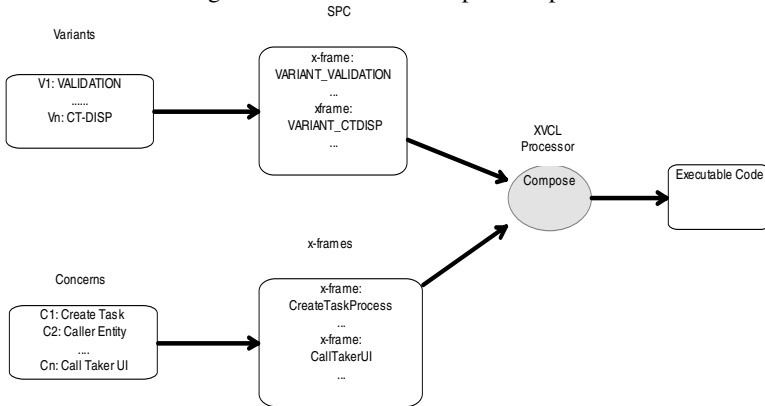 SPC
Variants
V1: VALIDATION
......
Vn: CT-DISP
x-frame:
VARIANT_VALIDATION
...
xframe:
VARIANT_CTDISP
...
XVCL
Processor
Compose
Executable Code
x-frames
Concerns
C1: Create Task
C2: Caller Entity
....
Cn: Call Taker UI
x-frame:
CreateTaskProcess
...
x-frame:
CallTakerUI
...